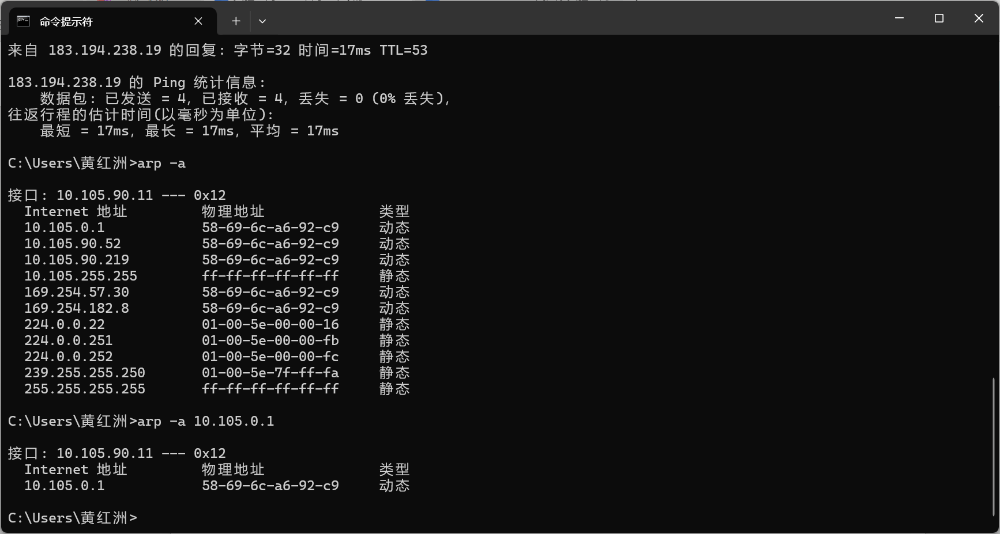 命令提示符
来自 183.194.238.19 的回复: 字节=32 时间=17ms TTL=53
183.194.238.19 的 Ping 统计信息:
数据包: 已发送 = 4, 已接收 = 4, 丢失 = 0 (0% 丢失),
往返行程的估计时间(以毫秒为单位):
最短 = 17ms, 最长 = 17ms, 平均 = 17ms
C:\Users\黄红洲>arp -a
接口: 10.105.90.11 --- 0x12
Internet 地址 物理地址 类型
10.105.0.1 58-69-6c-a6-92-c9 动态
10.105.90.52 58-69-6c-a6-92-c9 动态
10.105.90.219 58-69-6c-a6-92-c9 动态
10.105.255.255 ff-ff-ff-ff-ff-ff 静态
169.254.57.30 58-69-6c-a6-92-c9 动态
169.254.182.8 58-69-6c-a6-92-c9 动态
224.0.0.22 01-00-5e-00-00-16 静态
224.0.0.251 01-00-5e-00-00-fb 静态
224.0.0.252 01-00-5e-00-00-fc 静态
239.255.255.250 01-00-5e-7f-ff-fa 静态
255.255.255.255 ff-ff-ff-ff-ff-ff 静态
C:\Users\黄红洲>arp -a 10.105.0.1
接口: 10.105.90.11 --- 0x12
Internet 地址 物理地址 类型
10.105.0.1 58-69-6c-a6-92-c9 动态
C:\Users\黄红洲>